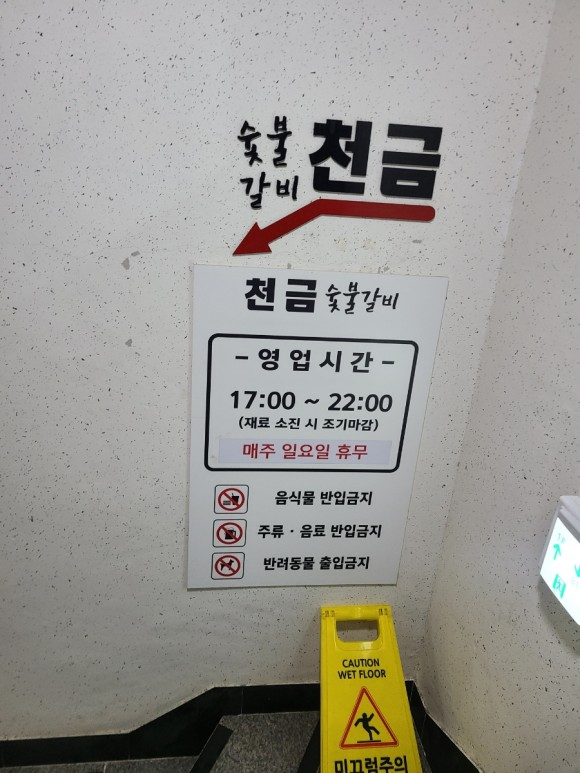 숯불
갈비 천금
천금 숯불갈비
- 영업시간 -
17:00 ~ 22:00
(재료 소진 시 조기마감)
매주 일요일 휴무
음식물 반입금지
주류 · 음료 반입금지
반려동물 출입금지
CAUTION
WET FLOOR
미끄럼주의